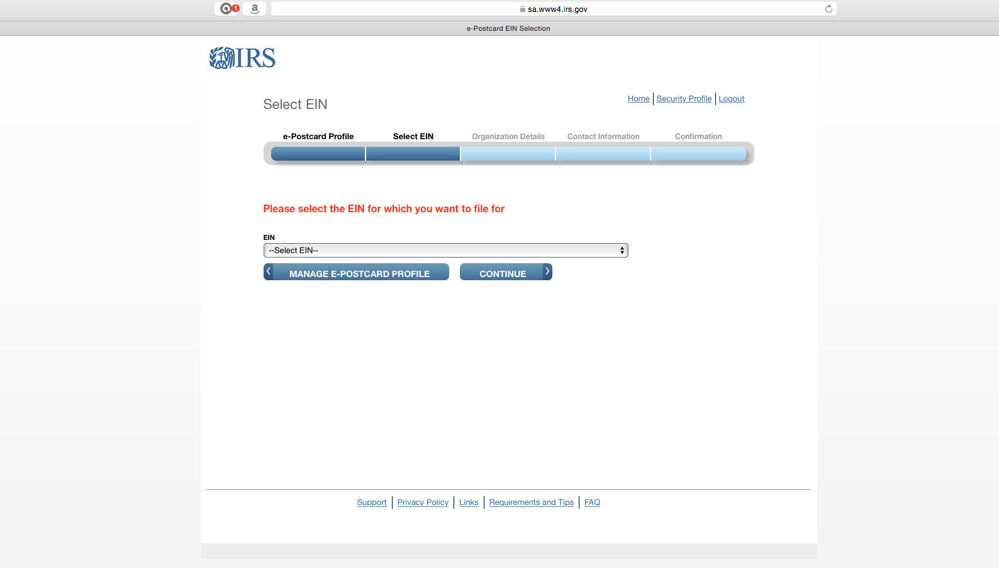 1
a
sa.www4.irs.gov
e-Postcard EIN Selection
IRS
Select EIN
Home Security Profile Logout
e-Postcard Profile Select EIN Organization Details Contact Information Confirmation
Please select the EIN for which you want to file for
EIN
--Select EIN--
MANAGE E-POSTCARD PROFILE CONTINUE
Support Privacy Policy Links Requirements and Tips FAQ